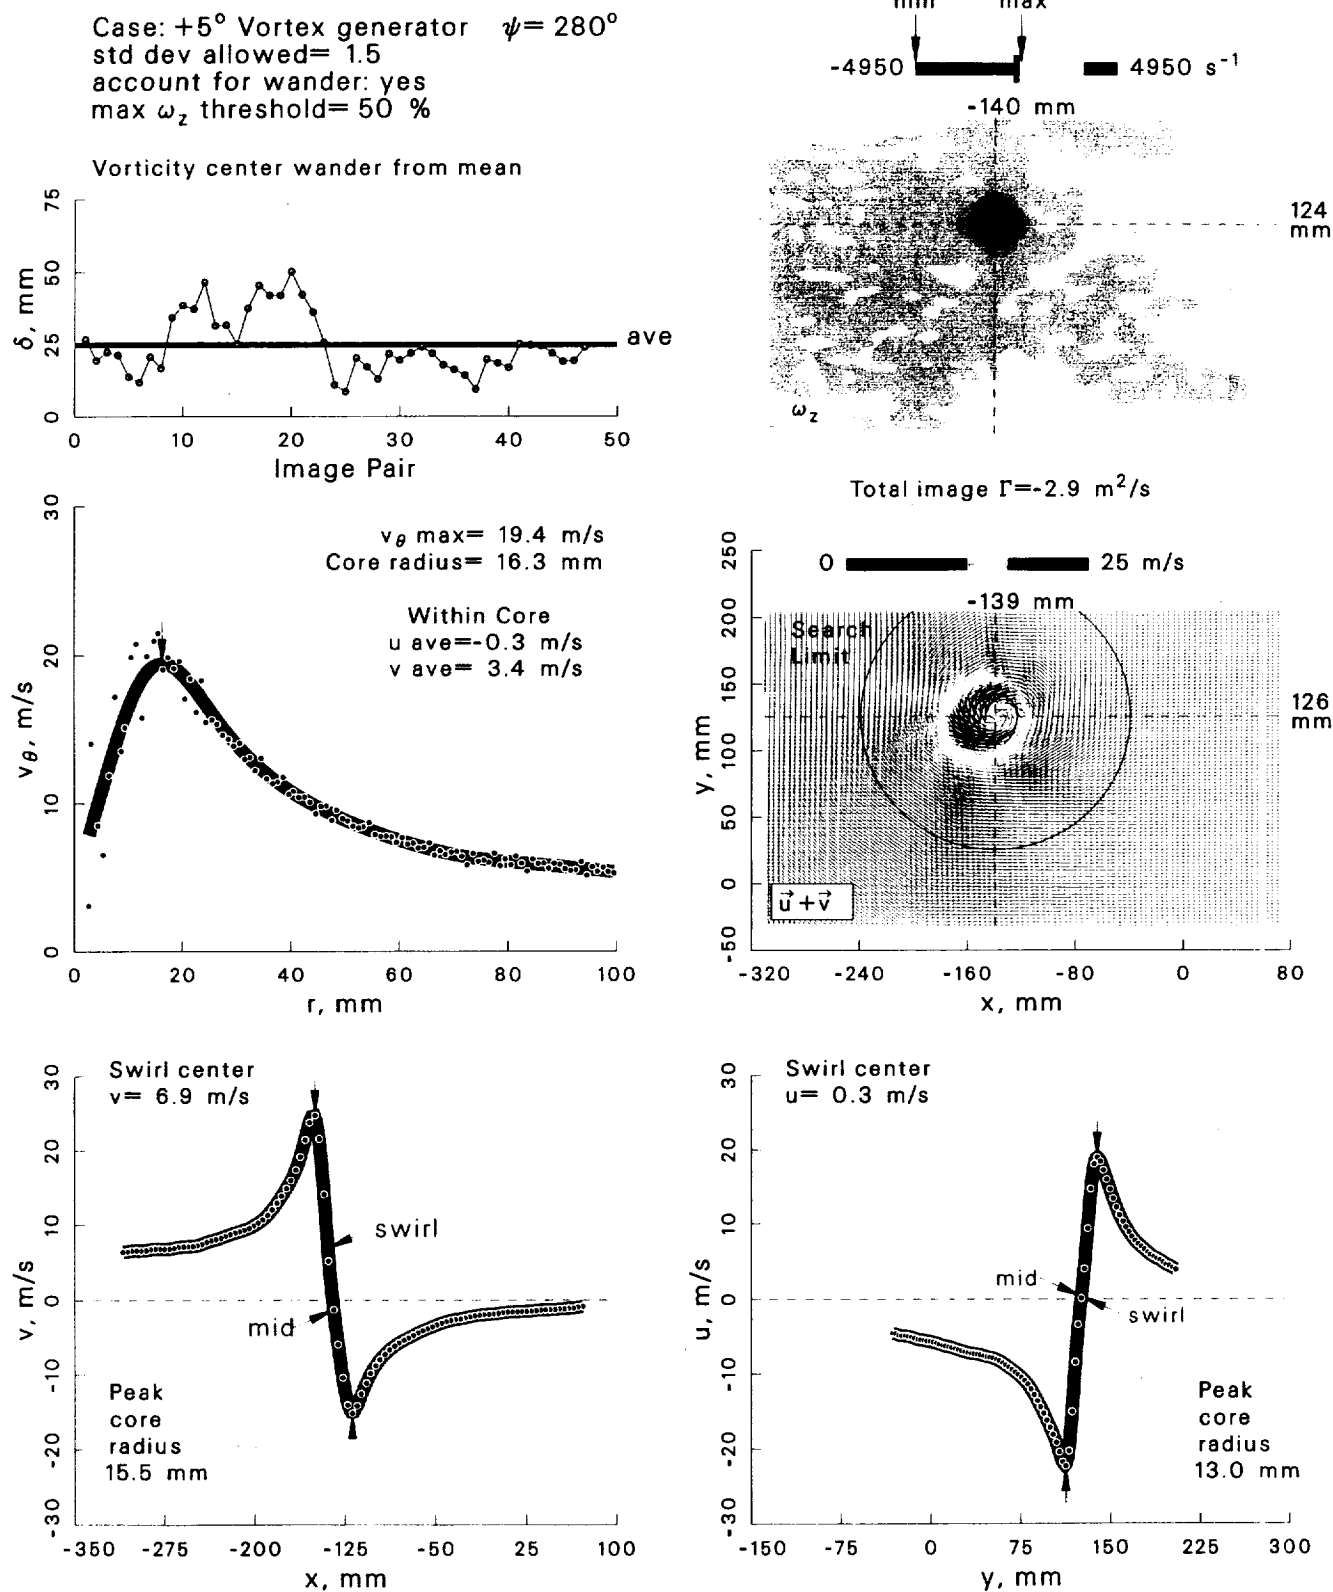 Case: +5° Vortex generator ψ= 280°
std dev allowed= 1.5
account for wander: yes
max ω_z threshold= 50 %
min max
-4950 4950 s⁻¹
-140 mm
124
mm
ω_z
Vorticity center wander from mean
75
50
25
0
δ, mm
ave
0 10 20 30 40 50
Image Pair
Total image Γ=-2.9 m²/s
30
20
10
0
v_θ, m/s
v_θ max= 19.4 m/s
Core radius= 16.3 mm
Within Core
u ave=-0.3 m/s
v ave= 3.4 m/s
0 20 40 60 80 100
r, mm
0 25 m/s
-139 mm
Search
Limit
126
mm
250
200
150
100
50
0
-50
y, mm
u⃗+v⃗
-320 -240 -160 -80 0 80
x, mm
Swirl center
v= 6.9 m/s
30
20
10
0
-10
-20
-30
v, m/s
swirl
mid
Peak
core
radius
15.5 mm
-350 -275 -200 -125 -50 25 100
x, mm
Swirl center
u= 0.3 m/s
30
20
10
0
-10
-20
-30
u, m/s
mid
swirl
Peak
core
radius
13.0 mm
-150 -75 0 75 150 225 300
y, mm